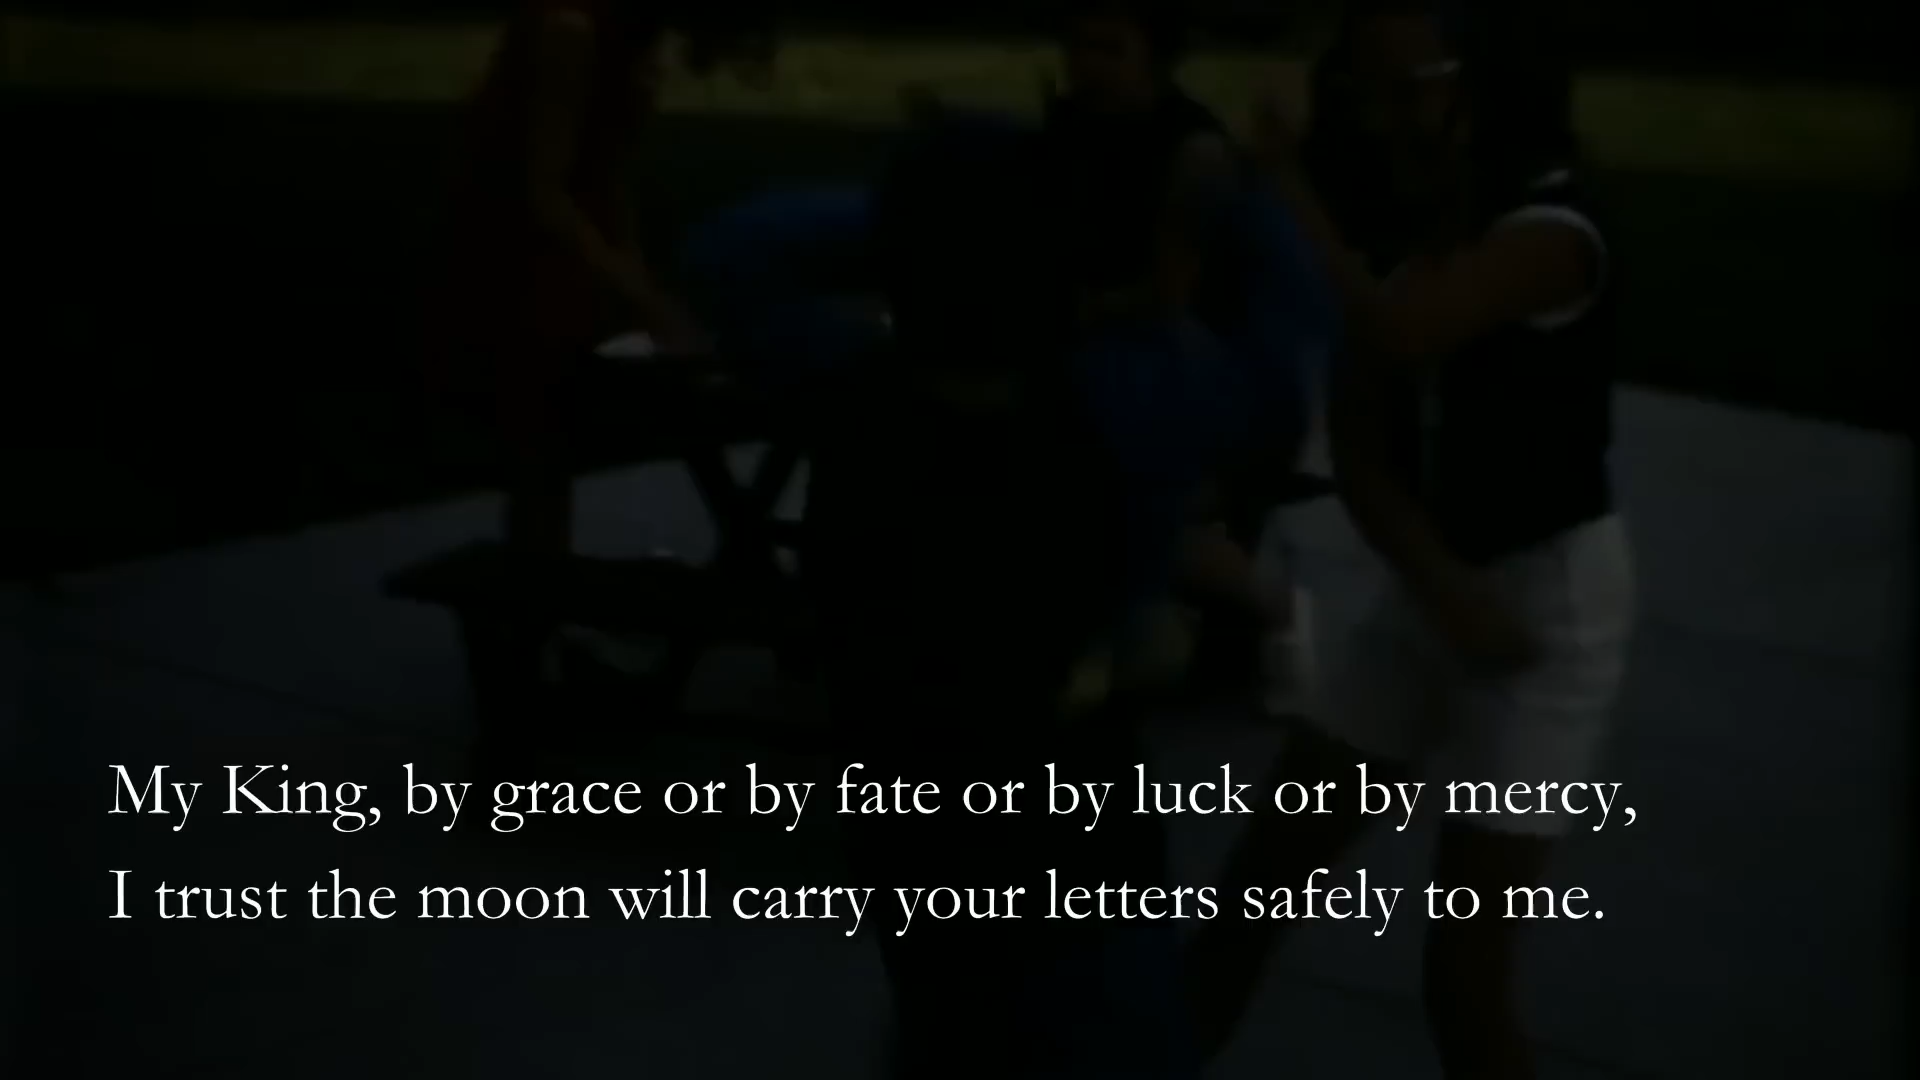 My King, by grace or by fate or by luck or by mercy,
I trust the moon will carry your letters safely to me.